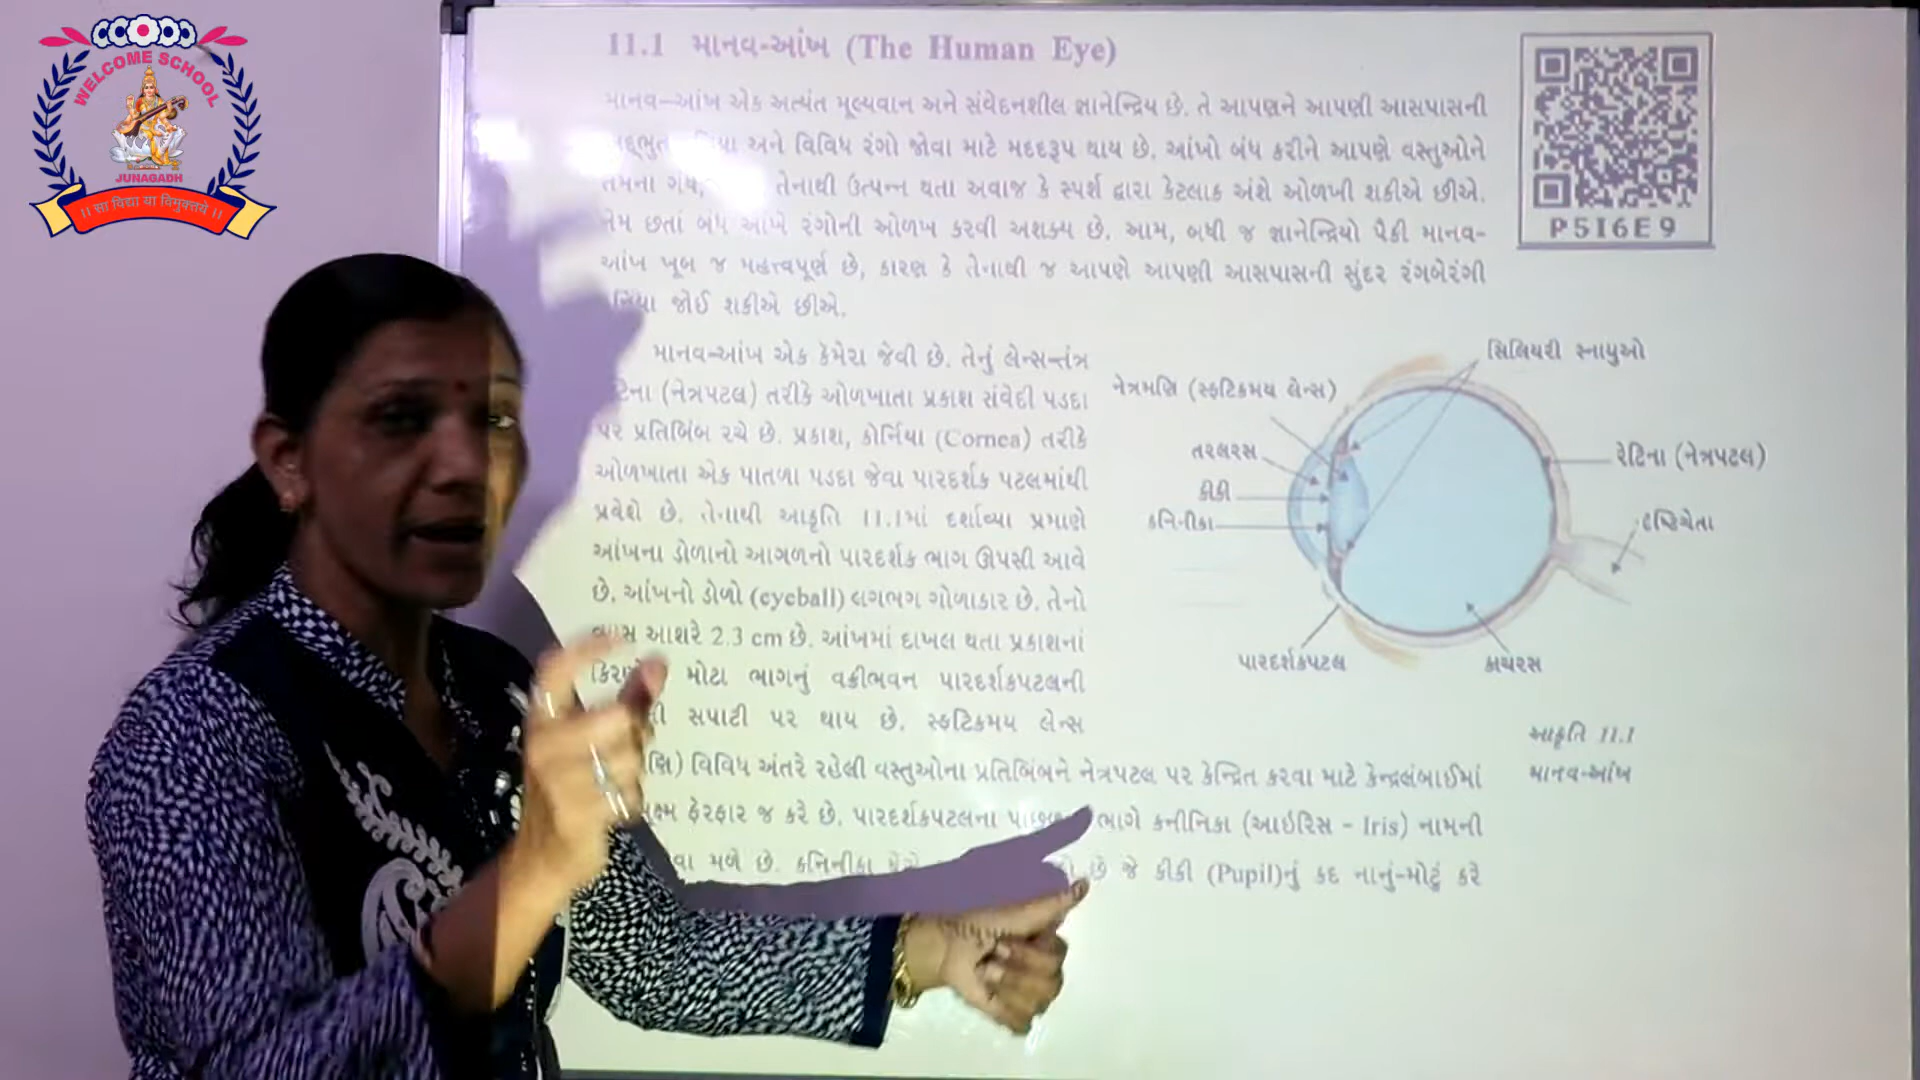 WELCOME SCHOOL
JUNAGADH
।। सा विद्या या विमुक्तये ।।
11.1 માનવ-આંખ (The Human Eye)
માનવ-આંખ એક અત્યંત મૂલ્યવાન અને સંવેદનશીલ જ્ઞાનેન્દ્રિય છે. તે આપણને આપણી આસપાસની
અને વિવિધ રંગો જોવા માટે મદદરૂપ થાય છે. આંખો બંધ કરીને આપણે વસ્તુઓને
તેનાથી ઉત્પન્ન થતા અવાજ કે સ્પર્શ દ્વારા કેટલાક અંશે ઓળખી શકીએ છીએ.
છતાં બંધ આંખે રંગોની ઓળખ કરવી અશક્ય છે. આમ, બધી જ જ્ઞાનેન્દ્રિયો પૈકી માનવ-
આંખ ખૂબ જ મહત્ત્વપૂર્ણ છે, કારણ કે તેનાથી જ આપણે આપણી આસપાસની સુંદર રંગબેરંગી
જોઈ શકીએ છીએ.
P5I6E9
માનવ-આંખ એક કૅમેરા જેવી છે. તેનું લેન્સ-તંત્ર
(નેત્રપટલ) તરીકે ઓળખાતા પ્રકાશ સંવેદી પડદા
પર પ્રતિબિંબ રચે છે. પ્રકાશ, કોર્નિયા (Cornea) તરીકે
ઓળખાતા એક પાતળા પડદા જેવા પારદર્શક પટલમાંથી
પ્રવેશે છે. તેનાથી આકૃતિ 11.1માં દર્શાવ્યા પ્રમાણે
આંખના ડોળાનો આગળનો પારદર્શક ભાગ ઊપસી આવે
છે. આંખનો ડોળો (eyeball) લગભગ ગોળાકાર છે. તેનો
આશરે 2.3 cm છે. આંખમાં દાખલ થતા પ્રકાશનાં
મોટા ભાગનું વક્રીભવન પારદર્શકપટલની
સપાટી પર થાય છે. સ્ફટિકમય લેન્સ
વિવિધ અંતરે રહેલી વસ્તુઓના પ્રતિબિંબને નેત્રપટલ પર કેન્દ્રિત કરવા માટે કેન્દ્રલંબાઈમાં
ફેરફાર જ કરે છે. પારદર્શકપટલના ભાગે કનીનિકા (આઇરિસ - Iris) નામની
મળે છે. કનિનીકા છે જે કીકી (Pupil)નું કદ નાનું-મોટું કરે
સિલિયરી સ્નાયુઓ
નેત્રમણિ (સ્ફટિકમય લેન્સ)
તરલરસ
કીકી
કનિનીકા
રેટિના (નેત્રપટલ)
દૃષ્ટિચેતા
પારદર્શકપટલ
કાચરસ
આકૃતિ 11.1
માનવ-આંખ